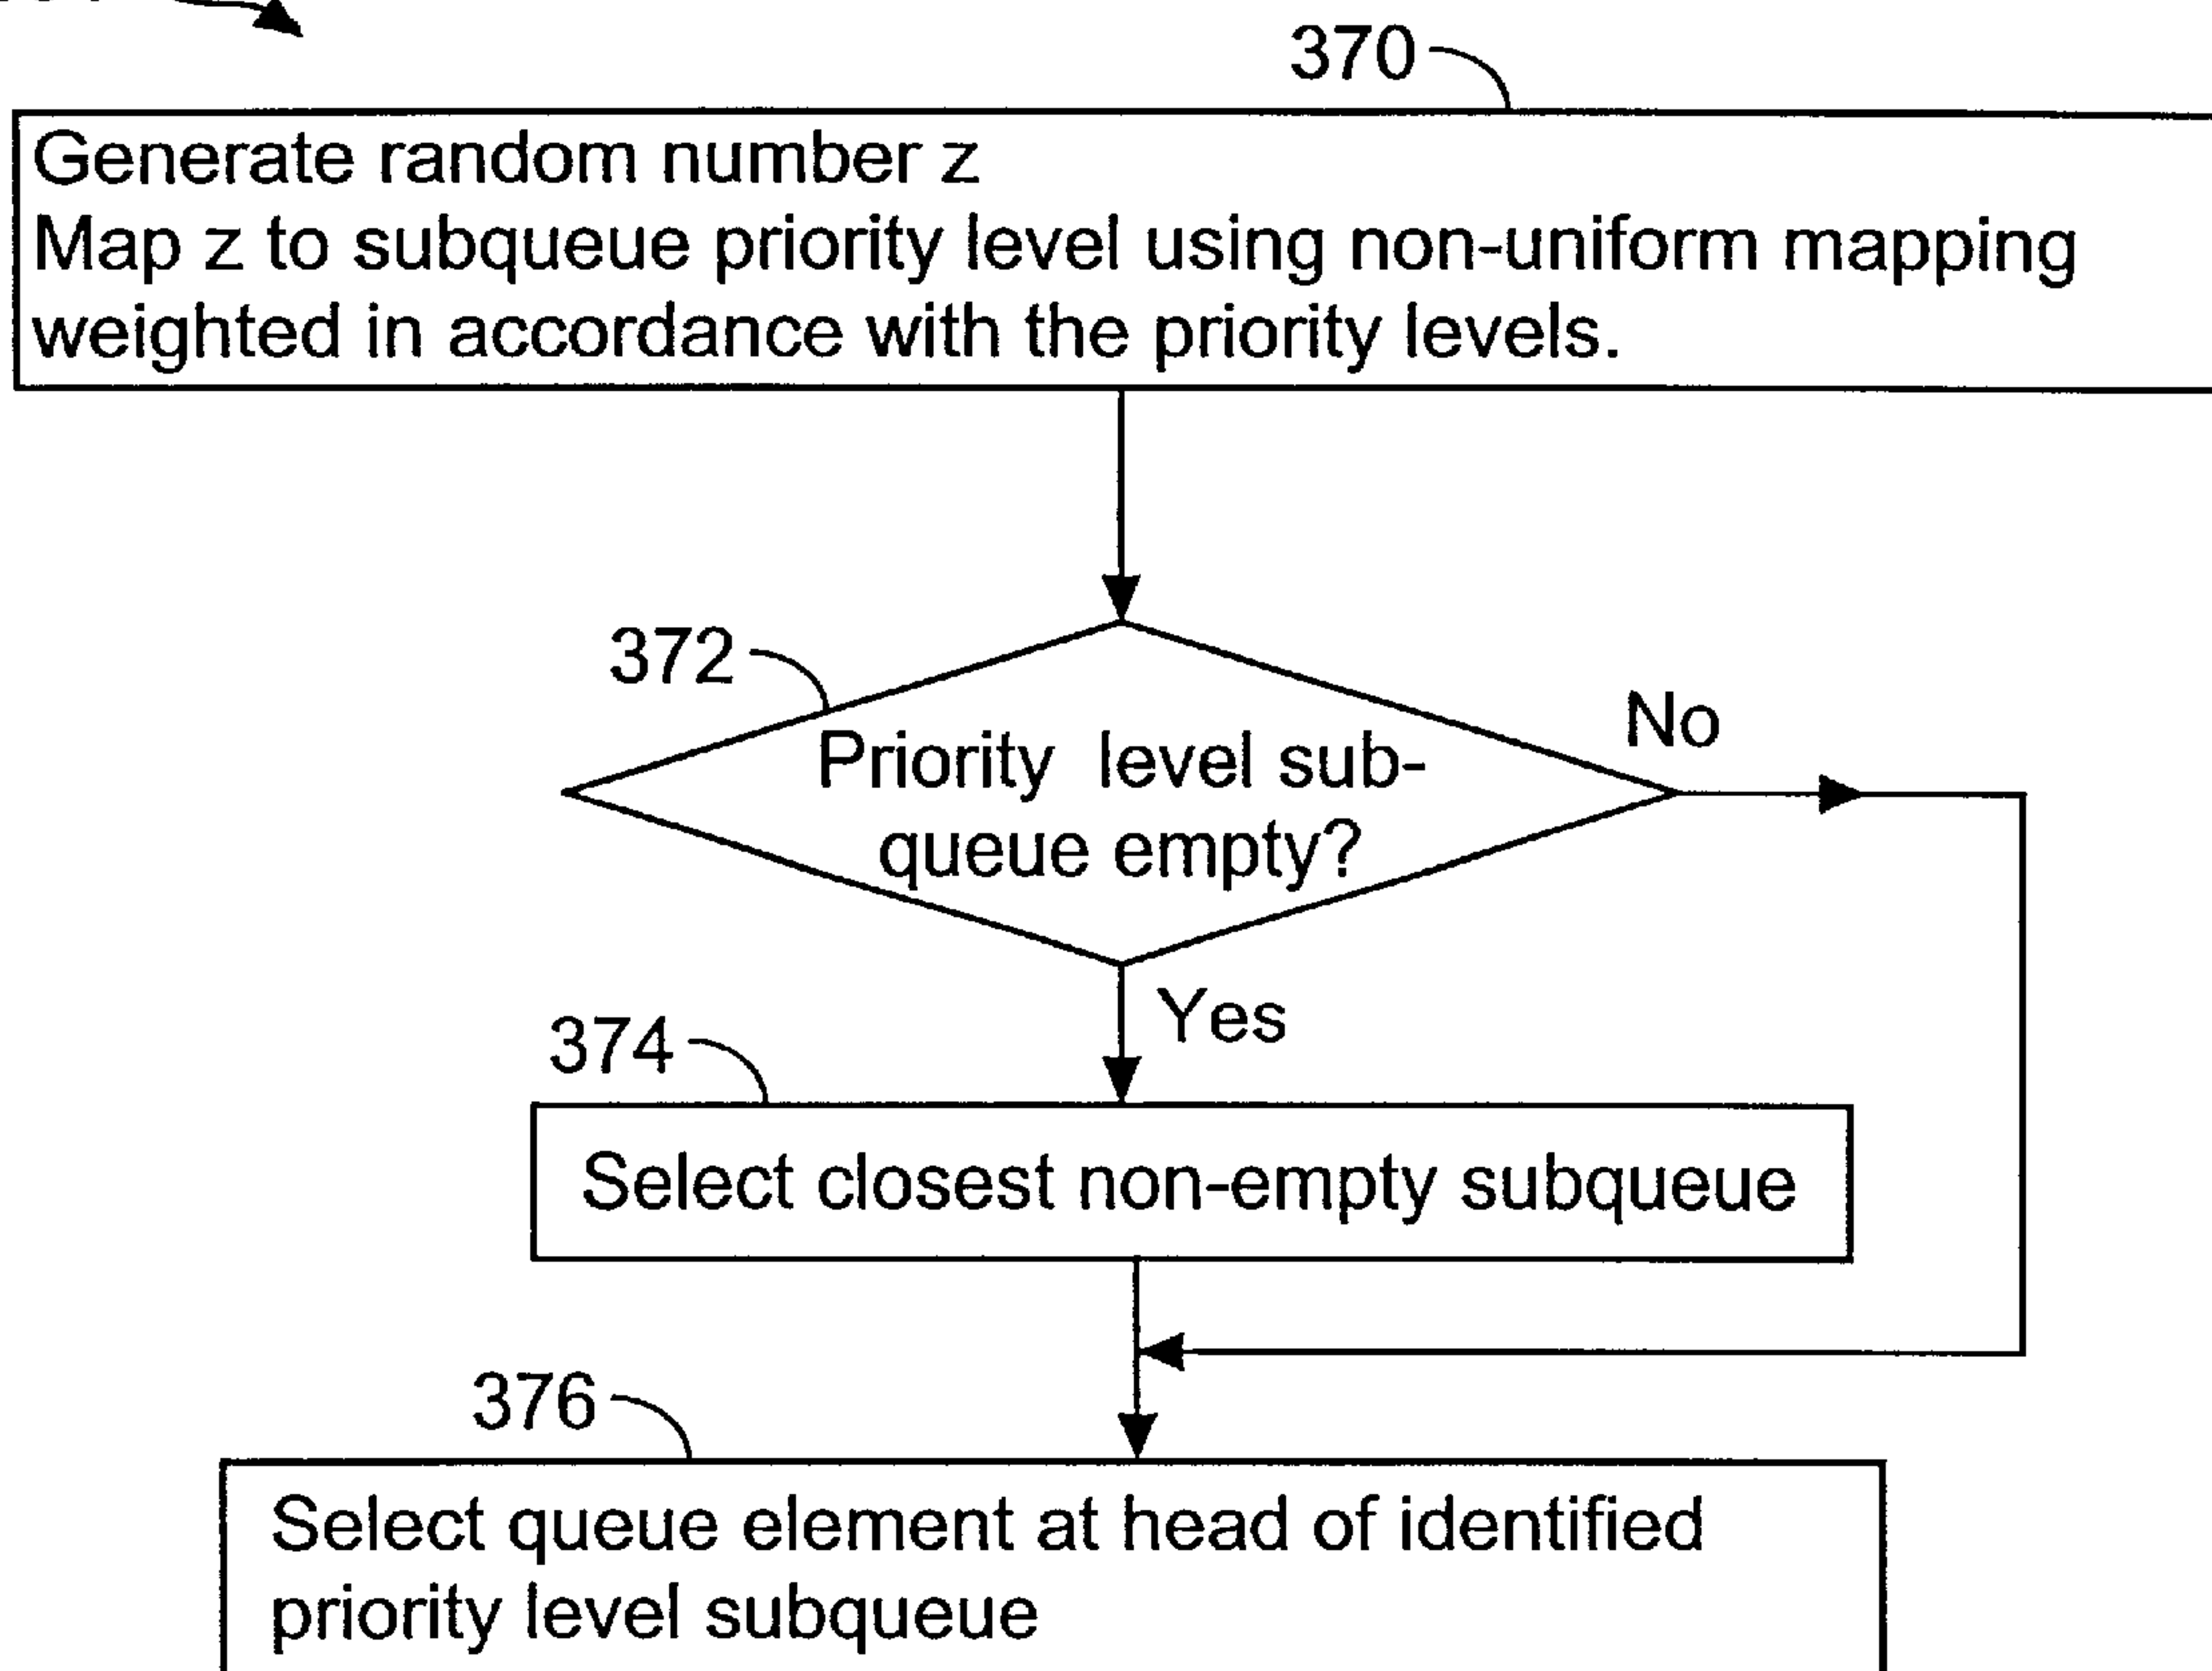 370
Generate random number z
Map z to subqueue priority level using non-uniform mapping
weighted in accordance with the priority levels.
372
Priority level sub-
queue empty?
No
Yes
374
Select closest non-empty subqueue
376
Select queue element at head of identified
priority level subqueue